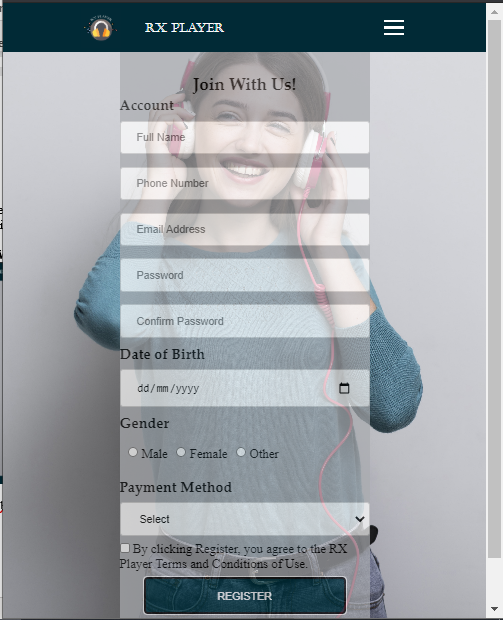 RX PLAYER
Join With Us!
Account
Full Name
Phone Number
Email Address
Password
Confirm Password
Date of Birth
dd/mm/yyyy
Gender
Male Female Other
Payment Method
Select
By clicking Register, you agree to the RX
Player Terms and Conditions of Use.
REGISTER